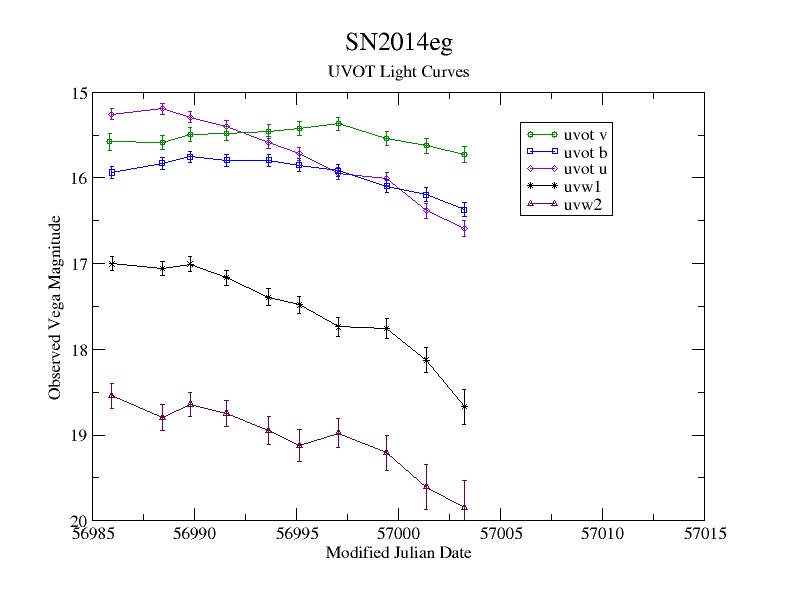 SN2014eg
UVOT Light Curves
15
16
17
18
19
20
Observed Vega Magnitude
uvot v
uvot b
uvot u
uvw1
uvw2
56985 56990 56995 57000 57005 57010 57015
Modified Julian Date